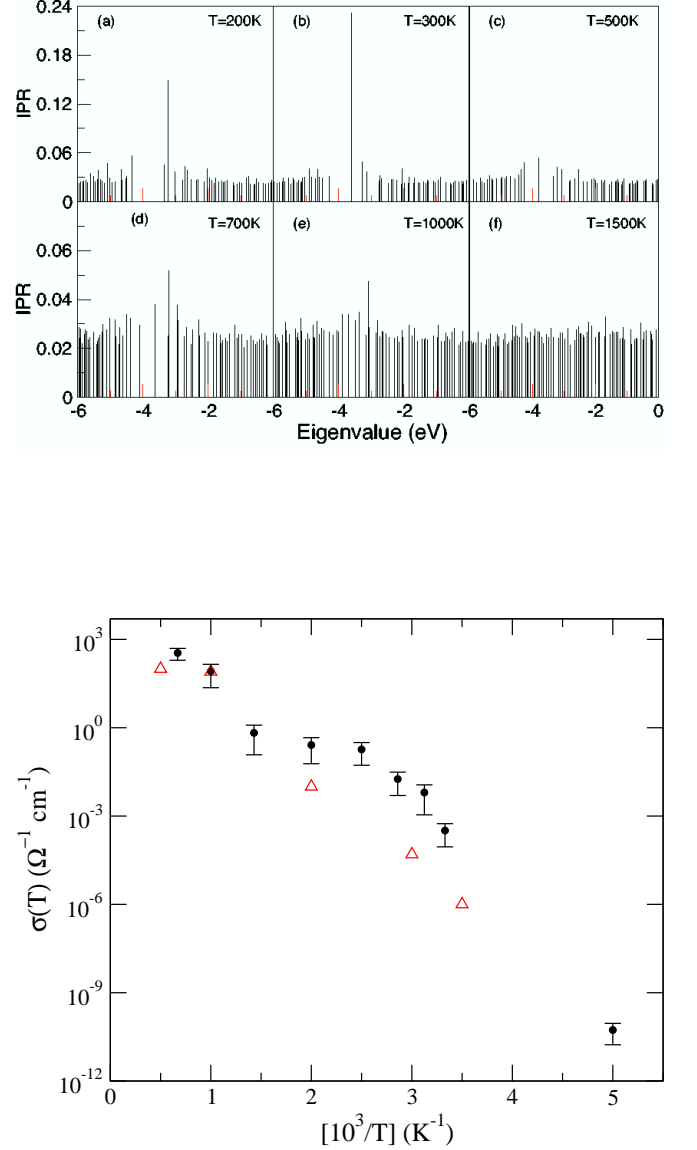 0.24
(a)
T=200K
(b)
T=300K
(c)
T=500K
0.18
IPR
0.12
0.06
0
(d)
T=700K
(e)
T=1000K
(f)
T=1500K
0.06
IPR
0.04
0.02
0
-6 -4 -2 -6 -4 -2 -6 -4 -2 0
Eigenvalue (eV)
10³
10⁰
10⁻³
10⁻⁶
10⁻⁹
10⁻¹²
σ(T) (Ω⁻¹ cm⁻¹)
0 1 2 3 4 5
[10³/T] (K⁻¹)